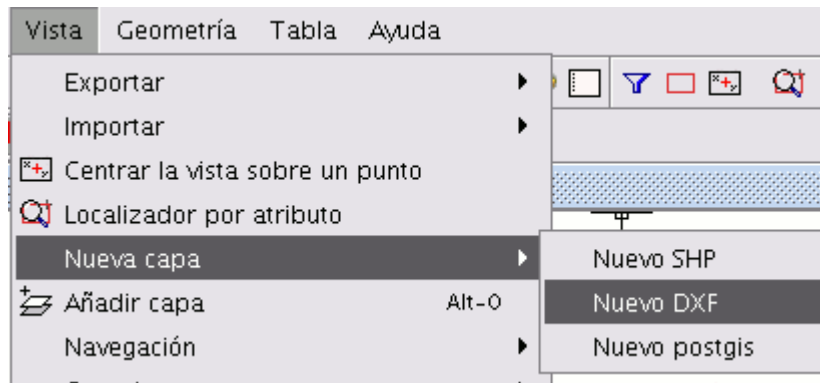 Vista Geometría Tabla Ayuda
Exportar
Importar
Centrar la vista sobre un punto
Localizador por atributo
Nueva capa
Nuevo SHP
Añadir capa Alt-O
Nuevo DXF
Navegación
Nuevo postgis